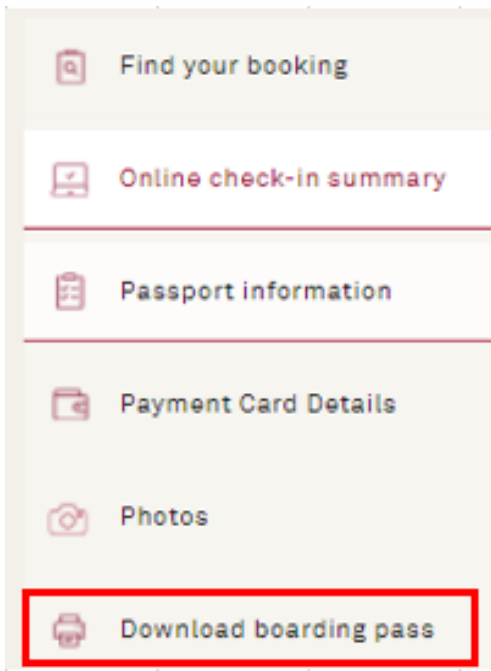 Find your booking
Online check-in summary
Passport information
Payment Card Details
Photos
Download boarding pass